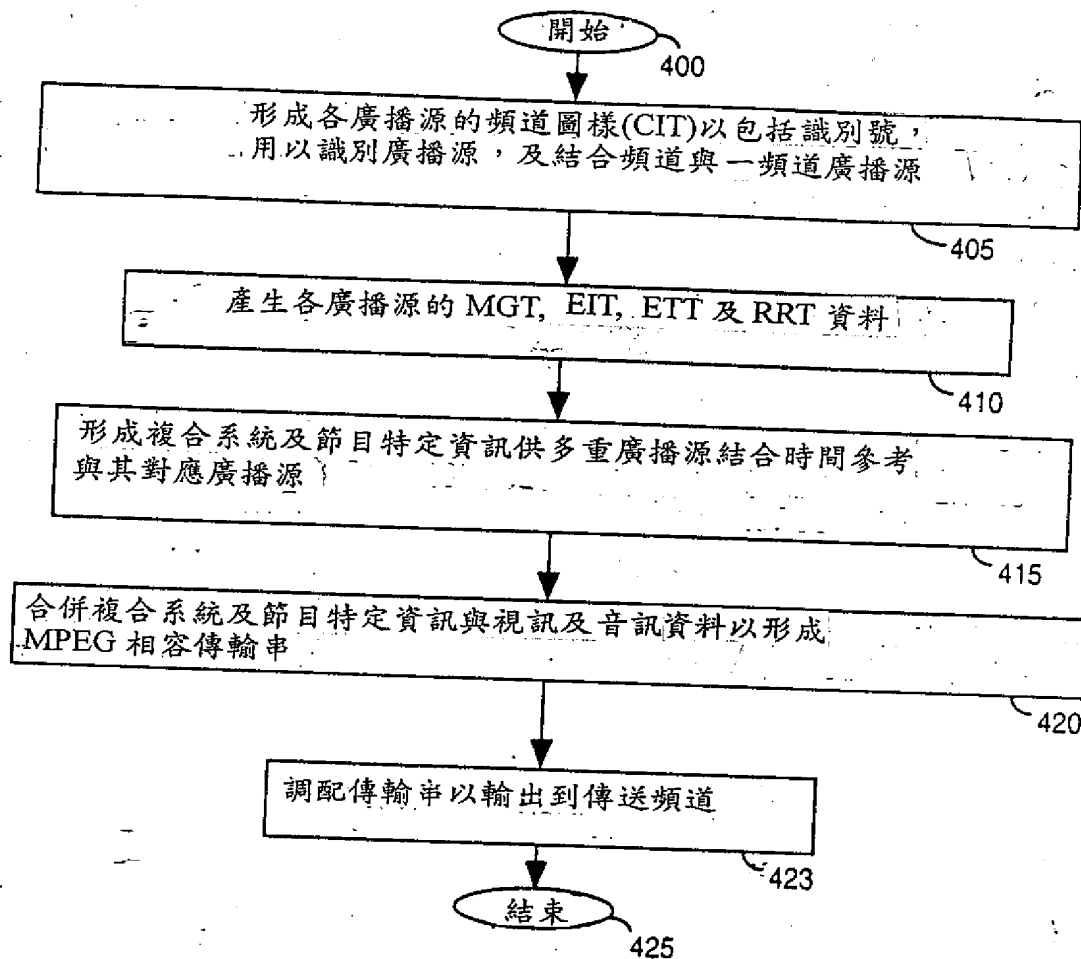 開始
400
形成各廣播源的頻道圖樣(CIT)以包括識別號，
用以識別廣播源，及結合頻道與一頻道廣播源
405
產生各廣播源的 MGT, EIT, ETT 及 RRT 資料
410
形成複合系統及節目特定資訊供多重廣播源結合時間參考
與其對應廣播源
415
合併複合系統及節目特定資訊與視訊及音訊資料以形成
MPEG 相容傳輸串
420
調配傳輸串以輸出到傳送頻道
423
結束
425